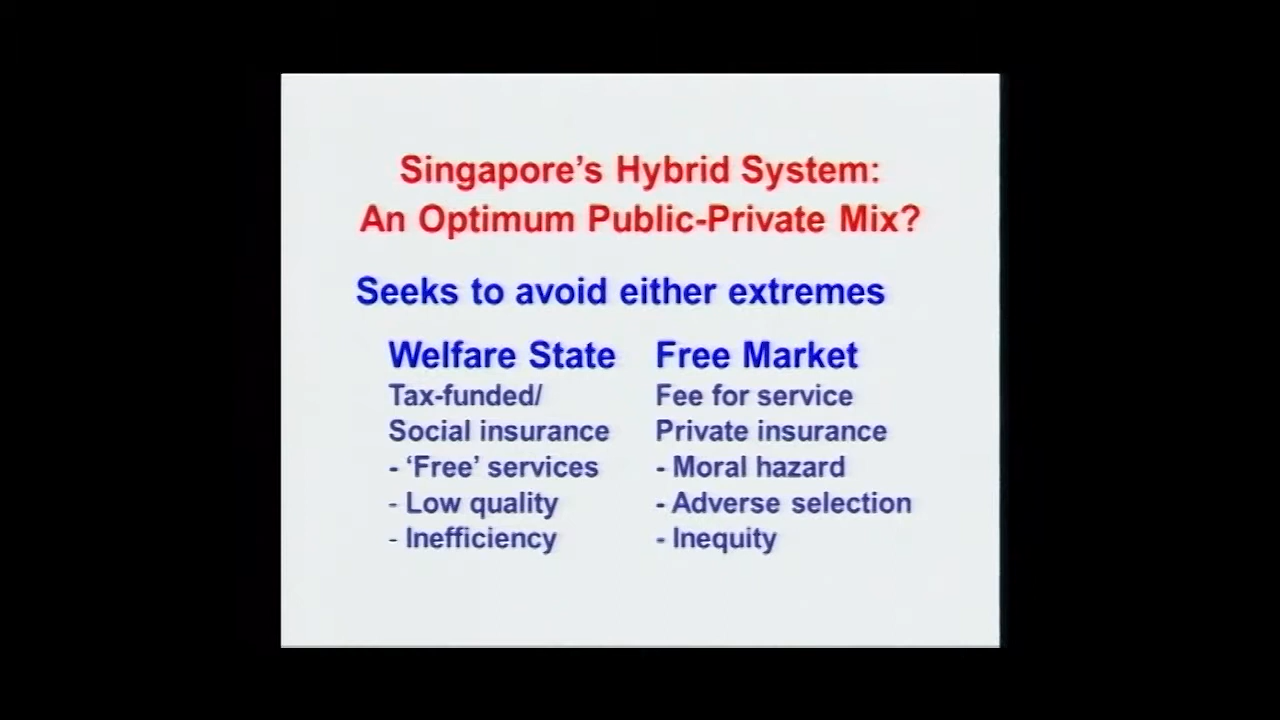 Singapore's Hybrid System:
An Optimum Public-Private Mix?
Seeks to avoid either extremes
Welfare State
Tax-funded/
Social insurance
- ‘Free’ services
- Low quality
- Inefficiency
Free Market
Fee for service
Private insurance
- Moral hazard
- Adverse selection
- Inequity